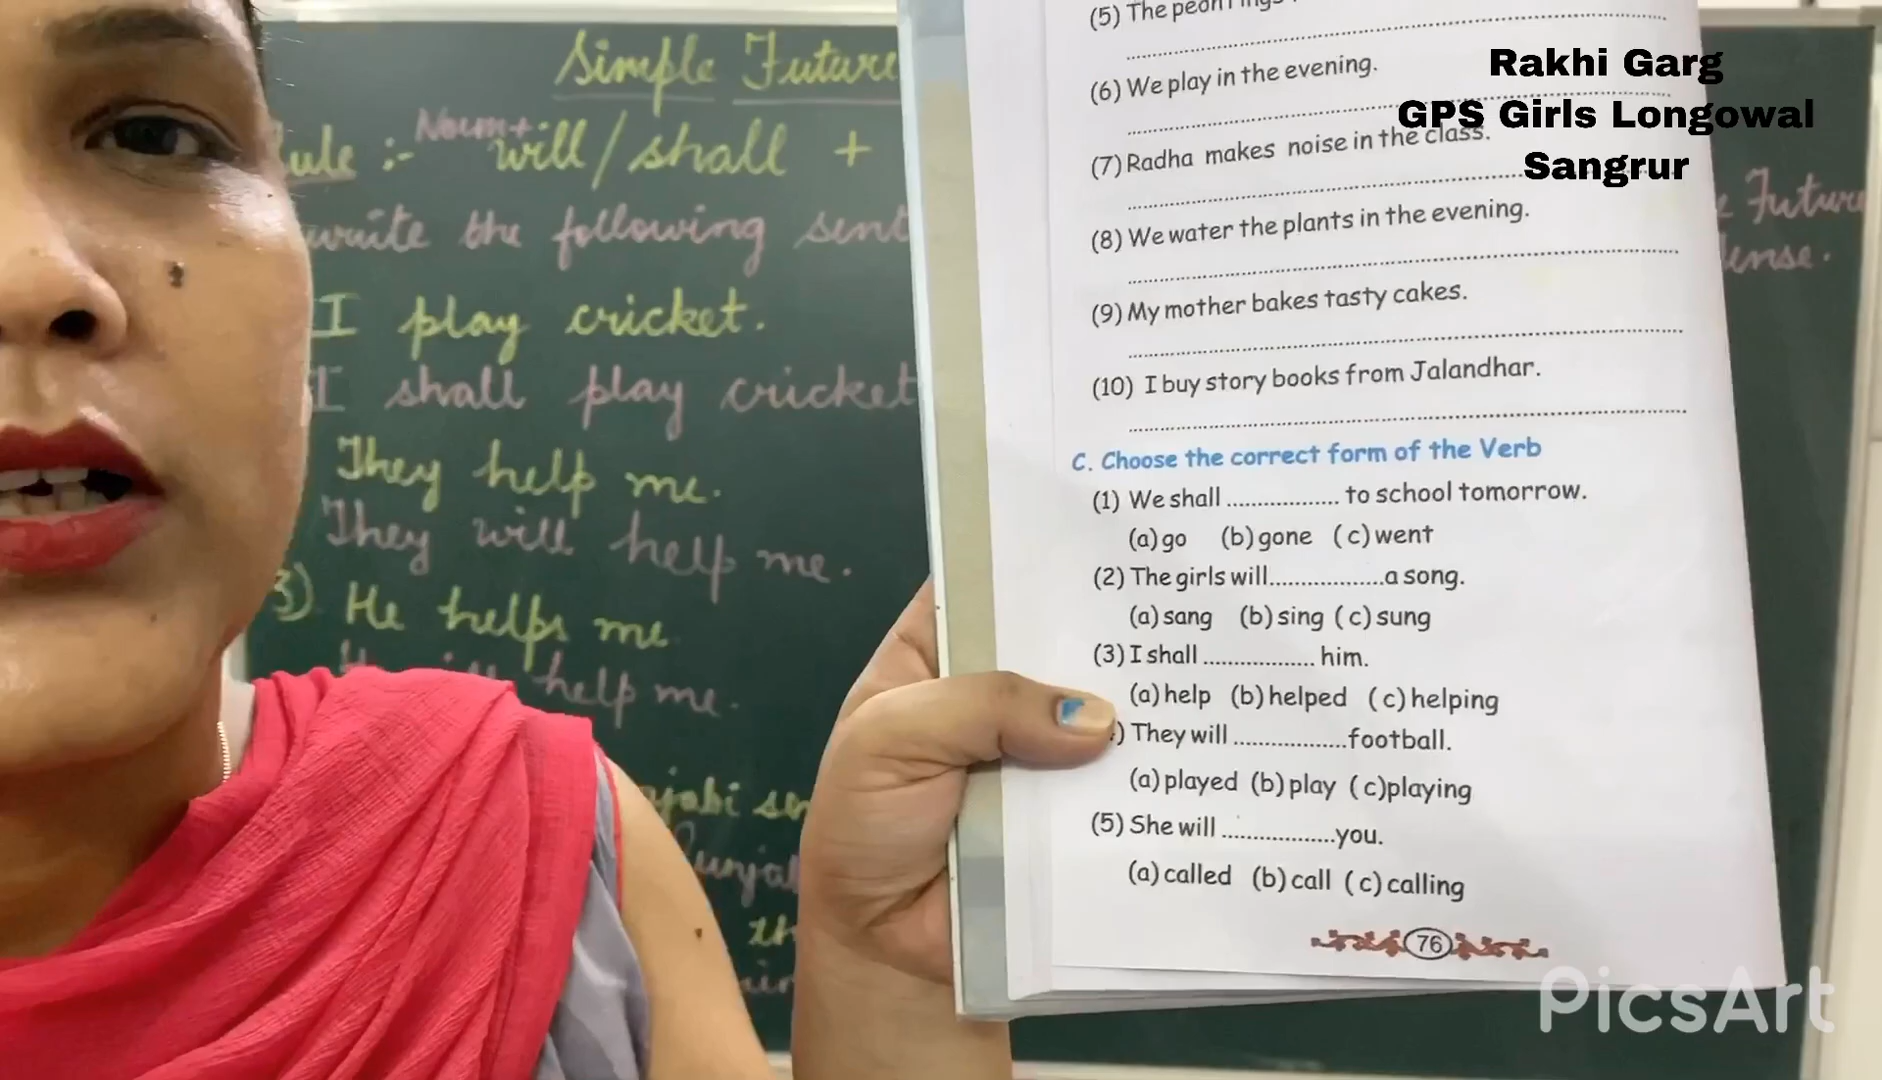 Simple Future
Noun+
will/shall +
write the following sent
I play cricket.
I shall play cricket
They help me.
They will help me.
3) He helps me
help me.
Future
(5) The peon
(6) We play in the evening.
(7) Radha makes noise in the class.
(8) We water the plants in the evening.
(9) My mother bakes tasty cakes.
(10) I buy story books from Jalandhar.
C. Choose the correct form of the Verb
(1) We shall ................. to school tomorrow.
(a) go (b) gone (c) went
(2) The girls will.................a song.
(a) sang (b) sing (c) sung
(3) I shall ................. him.
(a) help (b) helped (c) helping
) They will .................football.
(a) played (b) play (c) playing
(5) She will .................you.
(a) called (b) call (c) calling
76
Rakhi Garg
GPS Girls Longowal
Sangrur
PicsArt